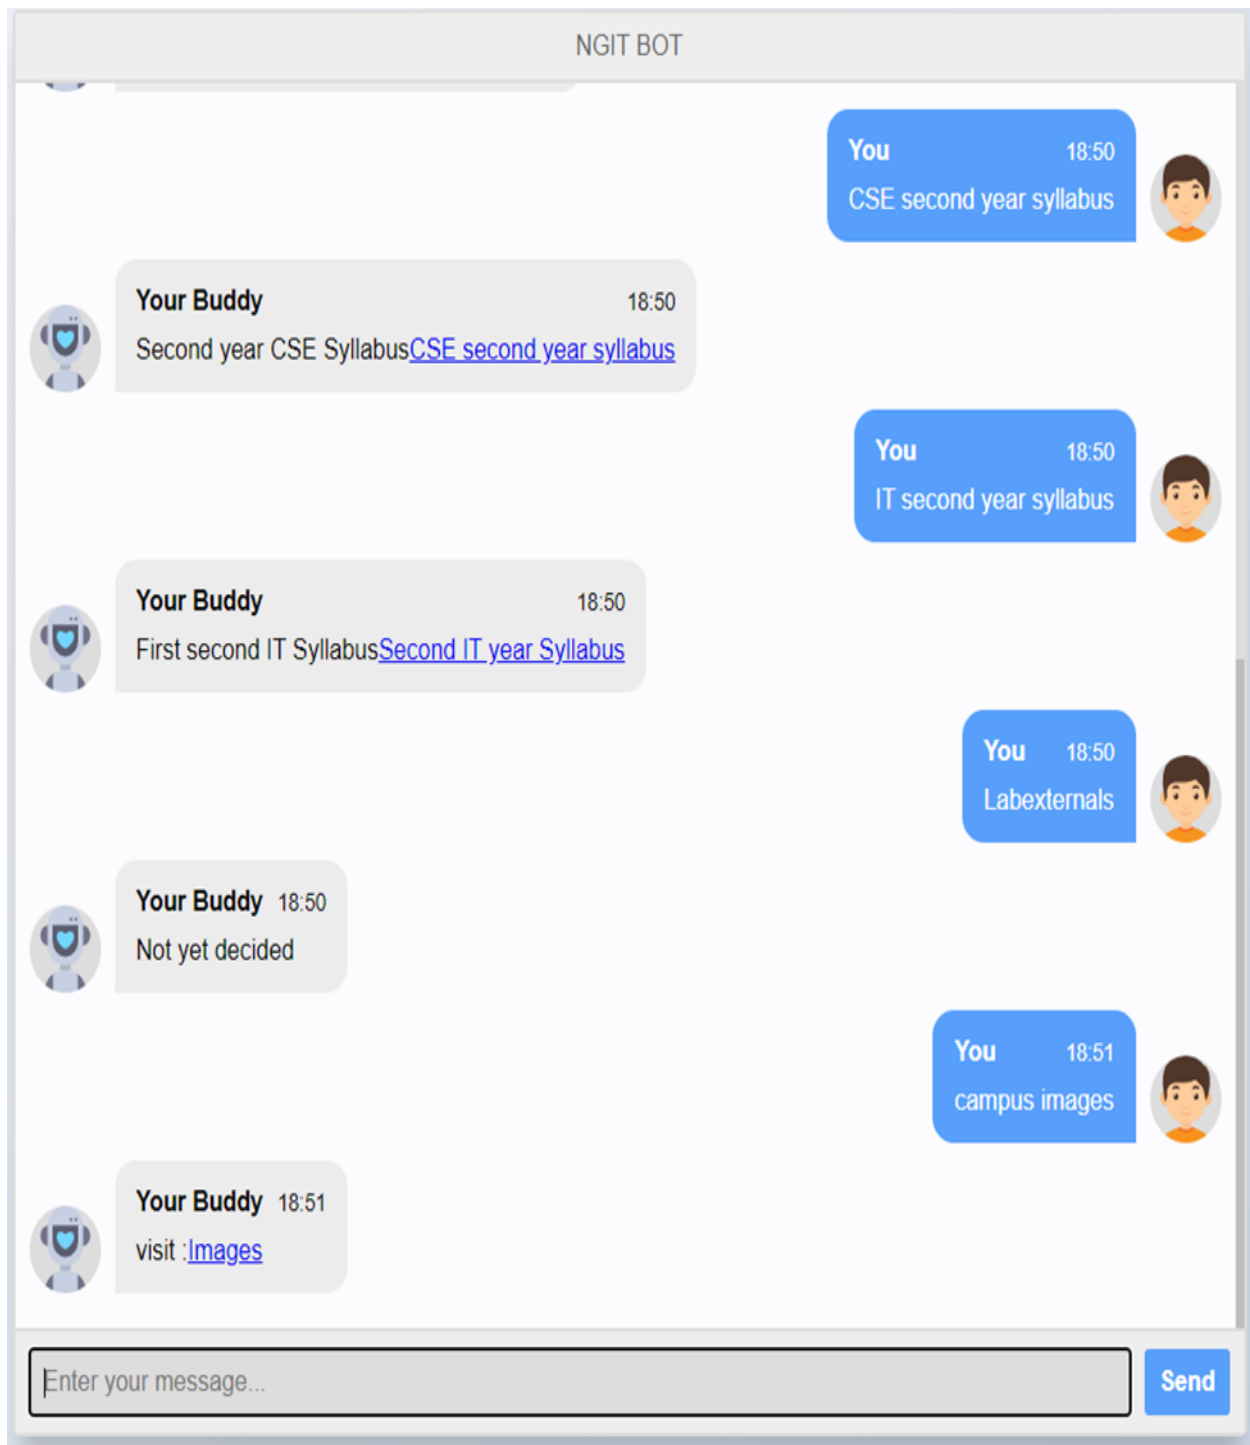 NGIT BOT
You 18:50
CSE second year syllabus
Your Buddy 18:50
Second year CSE SyllabusCSE second year syllabus
You 18:50
IT second year syllabus
Your Buddy 18:50
First second IT SyllabusSecond IT year Syllabus
You 18:50
Labexternals
Your Buddy 18:50
Not yet decided
You 18:51
campus images
Your Buddy 18:51
visit :Images
Enter your message... Send